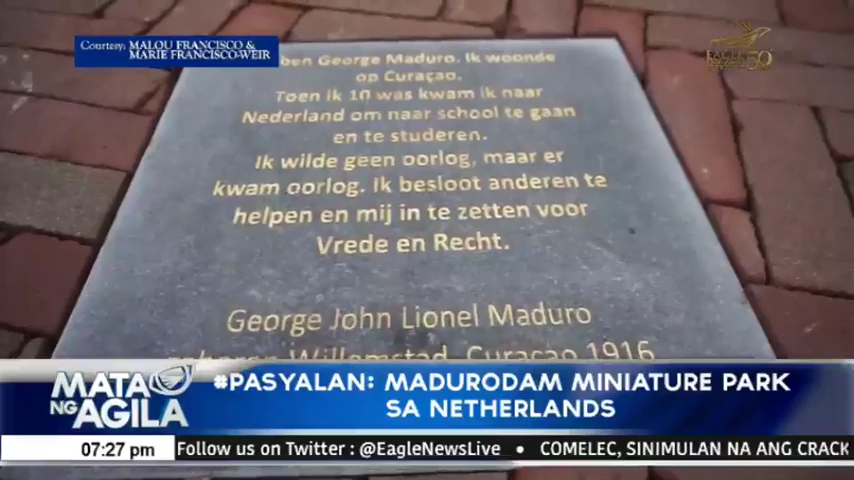 Courtesy: MALOU FRANCISCO &
MARIE FRANCISCO-WEIR
ben George Maduro. Ik woonde
op Curaçao.
Toen ik 10 was kwam ik naar
Nederland om naar school te gaan
en te studeren.
Ik wilde geen oorlog, maar er
kwam oorlog. Ik besloot anderen te
helpen en mij in te zetten voor
Vrede en Recht.
George John Lionel Maduro
geboren Willemstad, Curaçao 1916
MATA
NG AGILA
#PASYALAN: MADURODAM MINIATURE PARK
SA NETHERLANDS
07:27 pm
Follow us on Twitter : @EagleNewsLive • COMELEC, SINIMULAN NA ANG CRACK